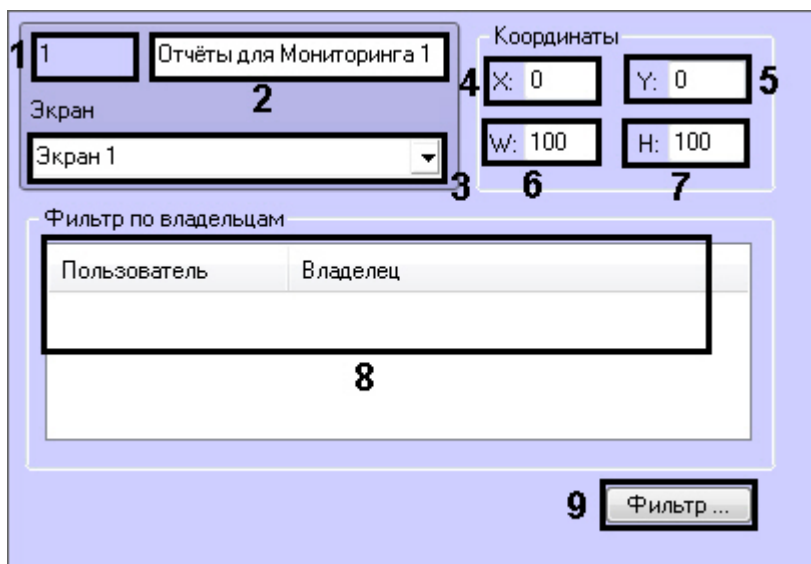 1 1 Отчёты для Мониторинга 1
2
Экран
Экран 1
3
Координаты
4 X: 0 Y: 0 5
W: 100 H: 100
6 7
Фильтр по владельцам
Пользователь Владелец
8
9 Фильтр ...